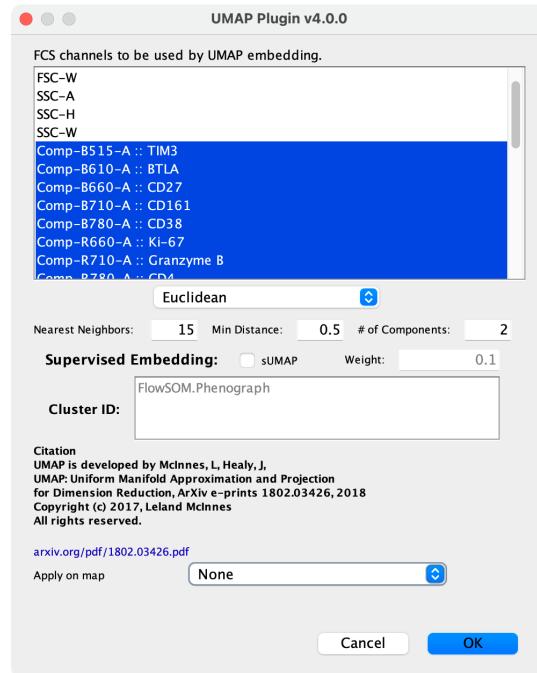 UMAP Plugin v4.0.0
FCS channels to be used by UMAP embedding.
FSC-W
SSC-A
SSC-H
SSC-W
Comp-B515-A :: TIM3
Comp-B610-A :: BTLA
Comp-B660-A :: CD27
Comp-B710-A :: CD161
Comp-B780-A :: CD38
Comp-R660-A :: Ki-67
Comp-R710-A :: Granzyme B
Comp-R780-A :: CD4
Euclidean
Nearest Neighbors: 15 Min Distance: 0.5 # of Components: 2
Supervised Embedding: sUMAP Weight: 0.1
Cluster ID: FlowSOM.Phenograph
Citation
UMAP is developed by McInnes, L, Healy, J,
UMAP: Uniform Manifold Approximation and Projection
for Dimension Reduction, ArXiv e-prints 1802.03426, 2018
Copyright (c) 2017, Leland McInnes
All rights reserved.
arxiv.org/pdf/1802.03426.pdf
Apply on map None
Cancel OK